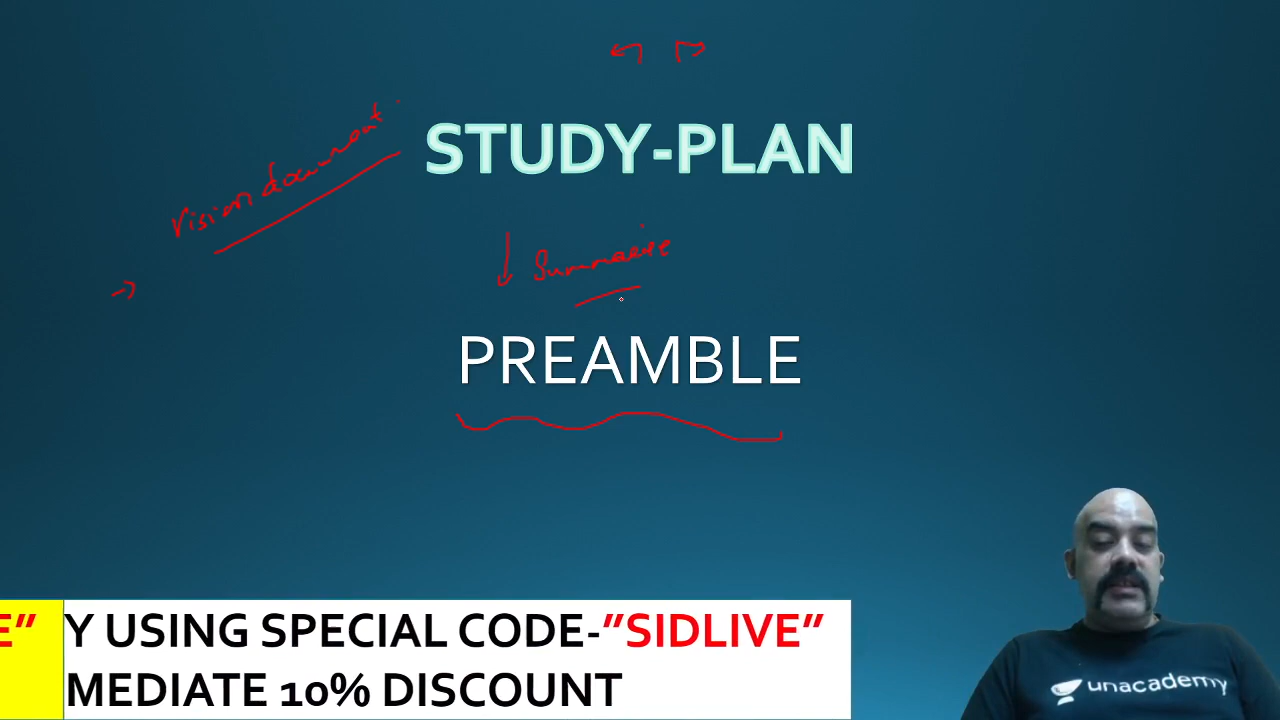 STUDY-PLAN
Vision document
Summarise
PREAMBLE
unacademy
E” Y USING SPECIAL CODE-”SIDLIVE”
MEDIATE 10% DISCOUNT